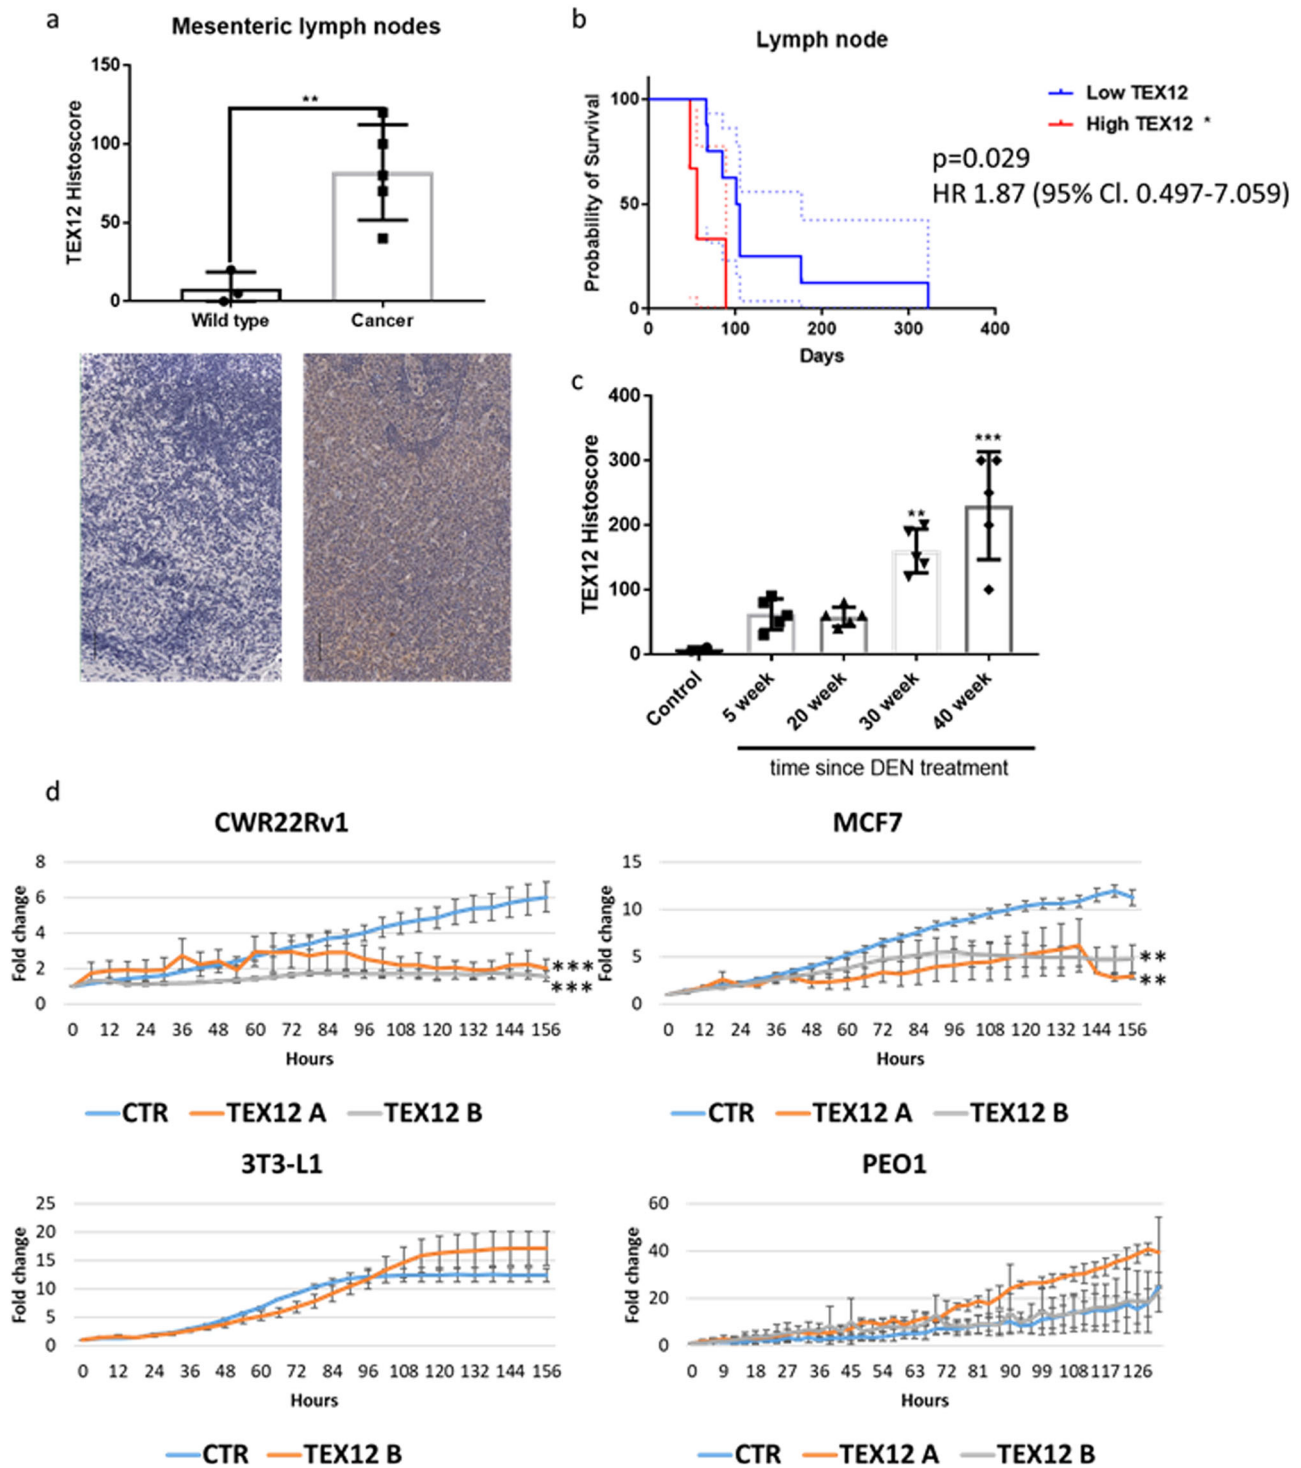 a
Mesenteric lymph nodes
TEX12 Histoscore
150
100
50
0
**
Wild type
Cancer
b
Lymph node
Probability of Survival
100
50
0
0
100
200
300
400
Days
Low TEX12
High TEX12 *
p=0.029
HR 1.87 (95% Cl. 0.497-7.059)
c
TEX12 Histoscore
400
300
200
100
0
**
***
Control
5 week
20 week
30 week
40 week
time since DEN treatment
d
CWR22Rv1
Fold change
8
6
4
2
0
***
***
0 12 24 36 48 60 72 84 96 108 120 132 144 156
Hours
CTR TEX12 A TEX12 B
MCF7
Fold change
15
10
5
0
**
**
0 12 24 36 48 60 72 84 96 108 120 132 144 156
Hours
CTR TEX12 A TEX12 B
3T3-L1
Fold change
25
20
15
10
5
0
0 12 24 36 48 60 72 84 96 108 120 132 144 156
Hours
CTR TEX12 B
PEO1
Fold change
60
40
20
0
0 9 18 27 36 45 54 63 72 81 90 99 108 117 126
Hours
CTR TEX12 A TEX12 B